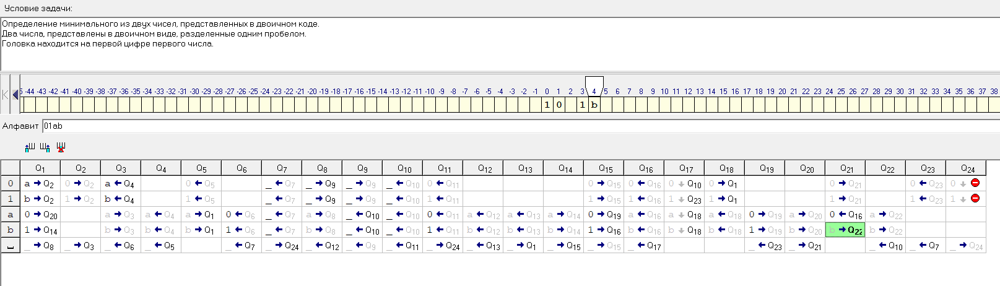 Условие задачи:
Определение минимального из двух чисел, представленных в двоичном коде.
Два числа, представлены в двоичном виде, разделенные одним пробелом.
Головка находится на первой цифре первого числа.
5 -44 -43 -42 -41 -40 -39 -38 -37 -36 -35 -34 -33 -32 -31 -30 -29 -28 -27 -26 -25 -24 -23 -22 -21 -20 -19 -18 -17 -16 -15 -14 -13 -12 -11 -10 -9 -8 -7 -6 -5 -4 -3 -2 -1 0 1 2 3 4 5 6 7 8 9 10 11 12 13 14 15 16 17 18 19 20 21 22 23 24 25 26 27 28 29 30 31 32 33 34 35 36 37 38
1 0 1 b
Алфавит 01ab
Q1 Q2 Q3 Q4 Q5 Q6 Q7 Q8 Q9 Q10 Q11 Q12 Q13 Q14 Q15 Q16 Q17 Q18 Q19 Q20 Q21 Q22 Q23 Q24
0 a→Q2 0→Q2 a←Q4 0←Q5 _←Q7 _→Q9 _→Q9 _←Q10 0←Q11 0→Q15 0←Q16 0↓Q10 0→Q1 0→Q21 0←Q23 0↓
1 b→Q2 1→Q2 b←Q4 1←Q5 _←Q7 _→Q9 _→Q9 _←Q10 1←Q11 1→Q15 1←Q16 1↓Q23 1→Q1 1→Q21 1←Q23 1↓
a 0→Q20 a→Q3 a←Q4 a→Q1 0←Q6 _←Q7 a→Q8 _←Q10 _←Q10 0←Q11 a←Q12 a←Q13 a→Q14 0→Q19 a←Q16 a↓Q18 a←Q18 0→Q19 a→Q20 0→Q16 a→Q22
b 1→Q14 b→Q3 b←Q4 b→Q1 1←Q6 _←Q7 b→Q8 _←Q10 _←Q10 1←Q11 b←Q12 b←Q13 b→Q14 1→Q16 b←Q16 b↓Q18 b←Q18 1→Q19 b→Q20 b→Q22 b→Q22
_→Q8 _→Q3 _←Q6 _←Q5 _←Q7 _→Q24 _←Q12 _←Q9 _←Q11 _→Q24 _←Q13 _→Q1 _→Q15 _→Q15 _←Q17 _←Q23 _→Q21 _←Q10 _←Q7 _→Q24